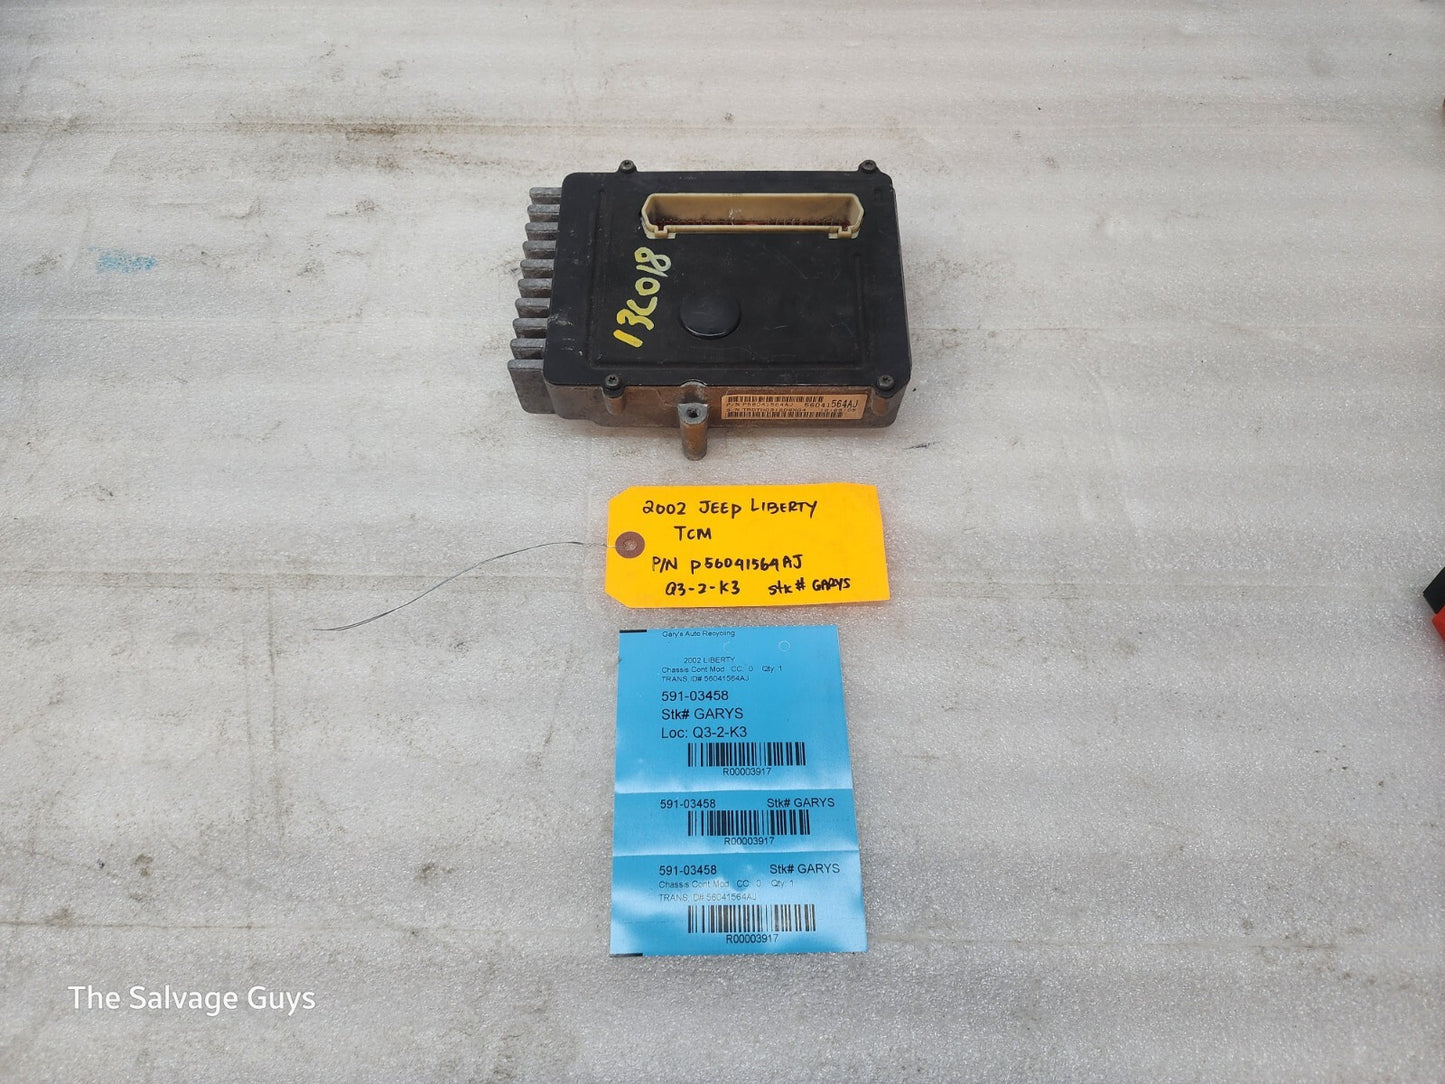 13C018
P/N P56041564AJ 56041564AJ
S/N
2002 JEEP LIBERTY
TCM
P/N P56041564AJ
Q3-2-K3 stk# GARYS
Gary's Auto Recycling
2002 LIBERTY
Chassis Cont Mod CC: 0 Qty: 1
TRANS, ID# 56041564AJ
591-03458
Stk# GARYS
Loc: Q3-2-K3
R00003917
591-03458 Stk# GARYS
R00003917
591-03458 Stk# GARYS
Chassis Cont Mod CC: 0 Qty: 1
TRANS, ID# 56041564AJ
R00003917
The Salvage Guys